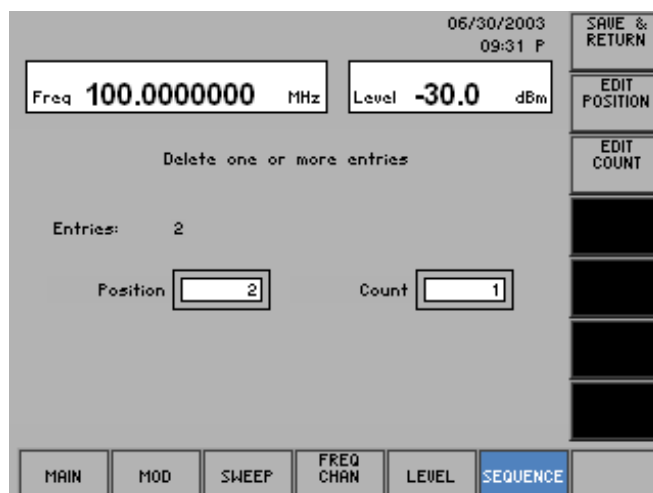 06/30/2003
09:31 P
Freq 100.0000000 MHz
Level -30.0 dBm
Delete one or more entries
Entries: 2
Position 2
Count 1
SAVE &
RETURN
EDIT
POSITION
EDIT
COUNT
MAIN
MOD
SWEEP
FREQ
CHAN
LEVEL
SEQUENCE